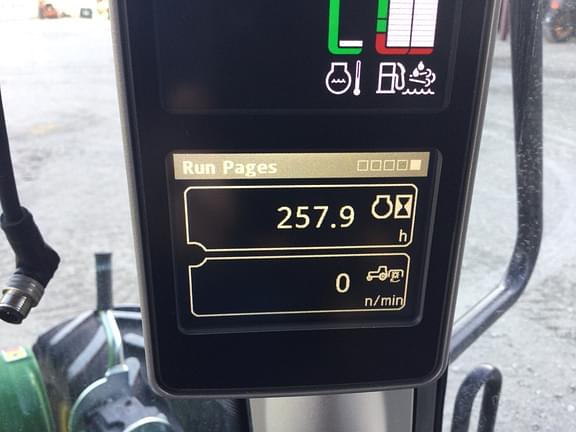 Run Pages
257.9
h
0
n/min